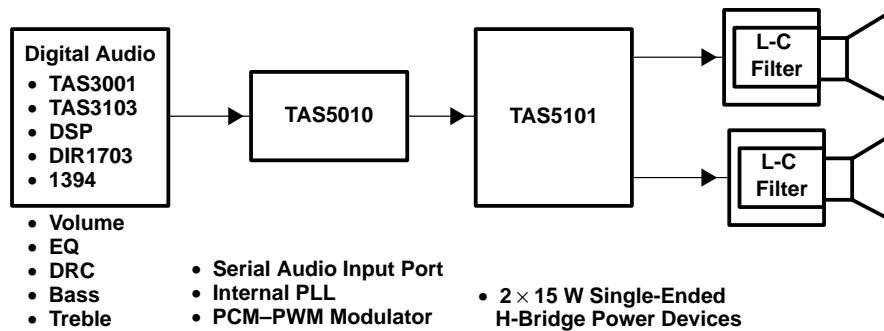 Digital Audio
• TAS3001
• TAS3103
• DSP
• DIR1703
• 1394
• Volume
• EQ
• DRC
• Bass
• Treble
TAS5010
• Serial Audio Input Port
• Internal PLL
• PCM–PWM Modulator
TAS5101
• 2 × 15 W Single-Ended
H-Bridge Power Devices
L-C
Filter
L-C
Filter